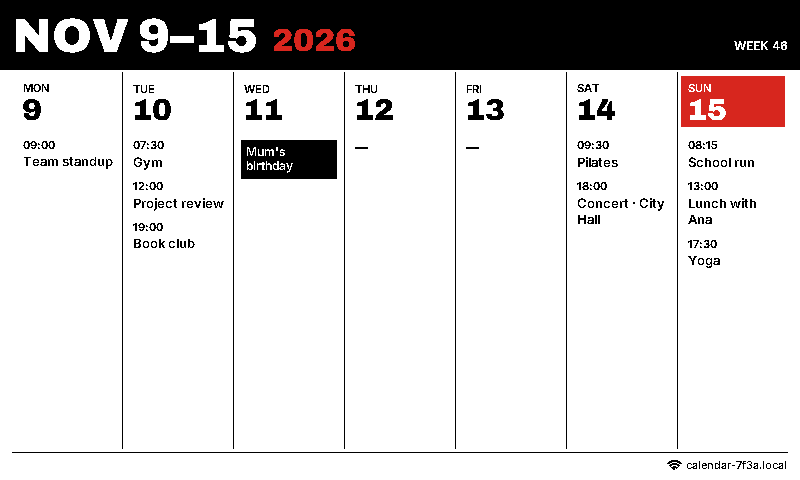 NOV 9–15 2026
WEEK 46
MON
9
09:00
Team standup
TUE
10
07:30
Gym
12:00
Project review
19:00
Book club
WED
11
Mum's
birthday
THU
12
—
FRI
13
—
SAT
14
09:30
Pilates
18:00
Concert · City
Hall
SUN
15
08:15
School run
13:00
Lunch with
Ana
17:30
Yoga
calendar-7f3a.local